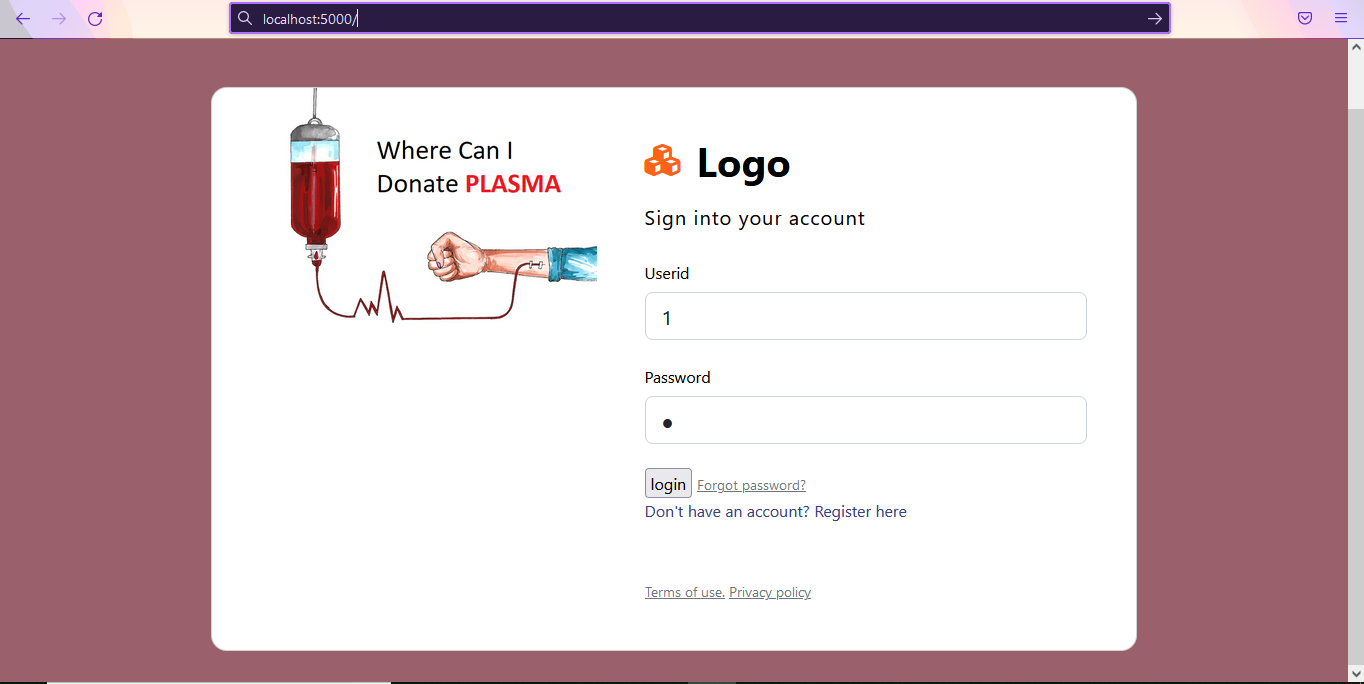 localhost:5000/
Where Can I
Donate PLASMA
Logo
Sign into your account
Userid
1
Password
login Forgot password?
Don't have an account? Register here
Terms of use. Privacy policy